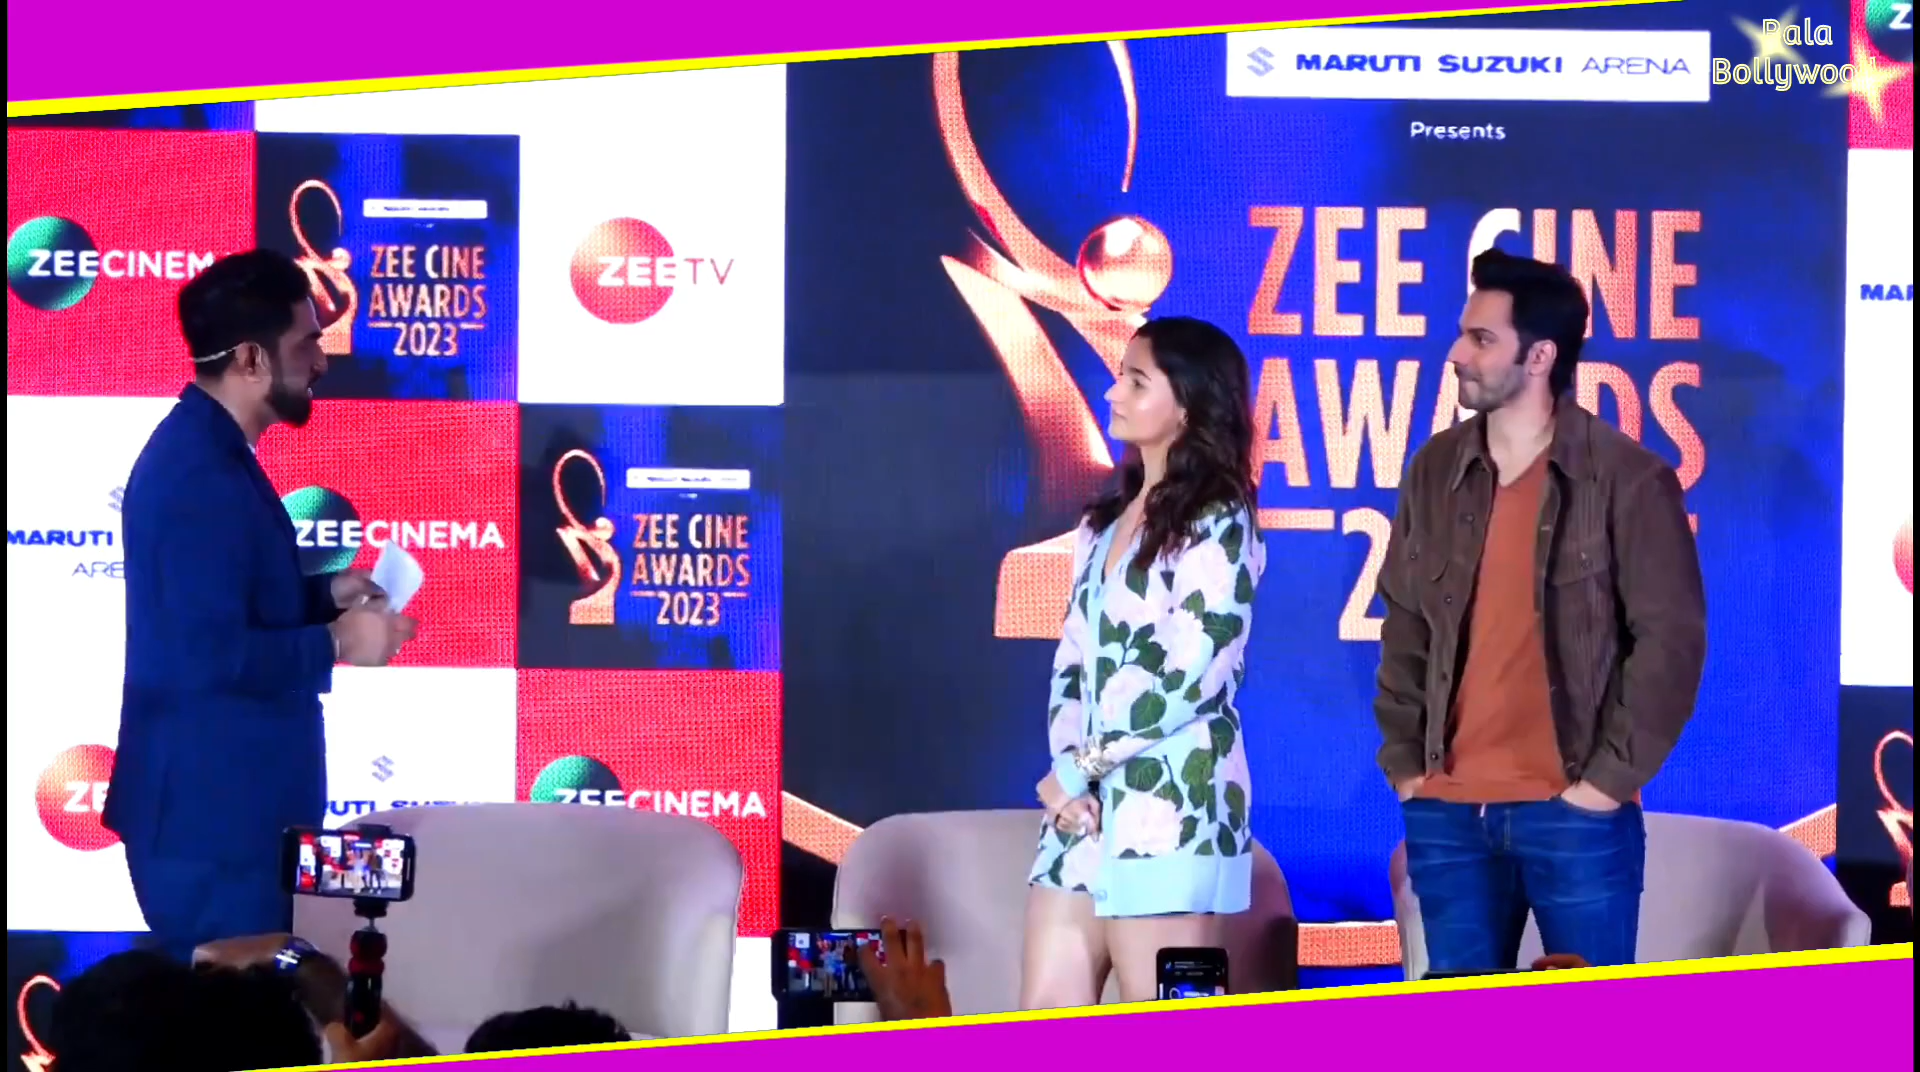 Pala
Bollywood
MARUTI SUZUKI ARENA
Presents
ZEE CINE
AWARDS
ZEECINEMA
ZEE CINE
AWARDS
2023
ZEETV
MARUTI
ZEECINEMA
ZEE CINE
AWARDS
2023
ZEECINEMA